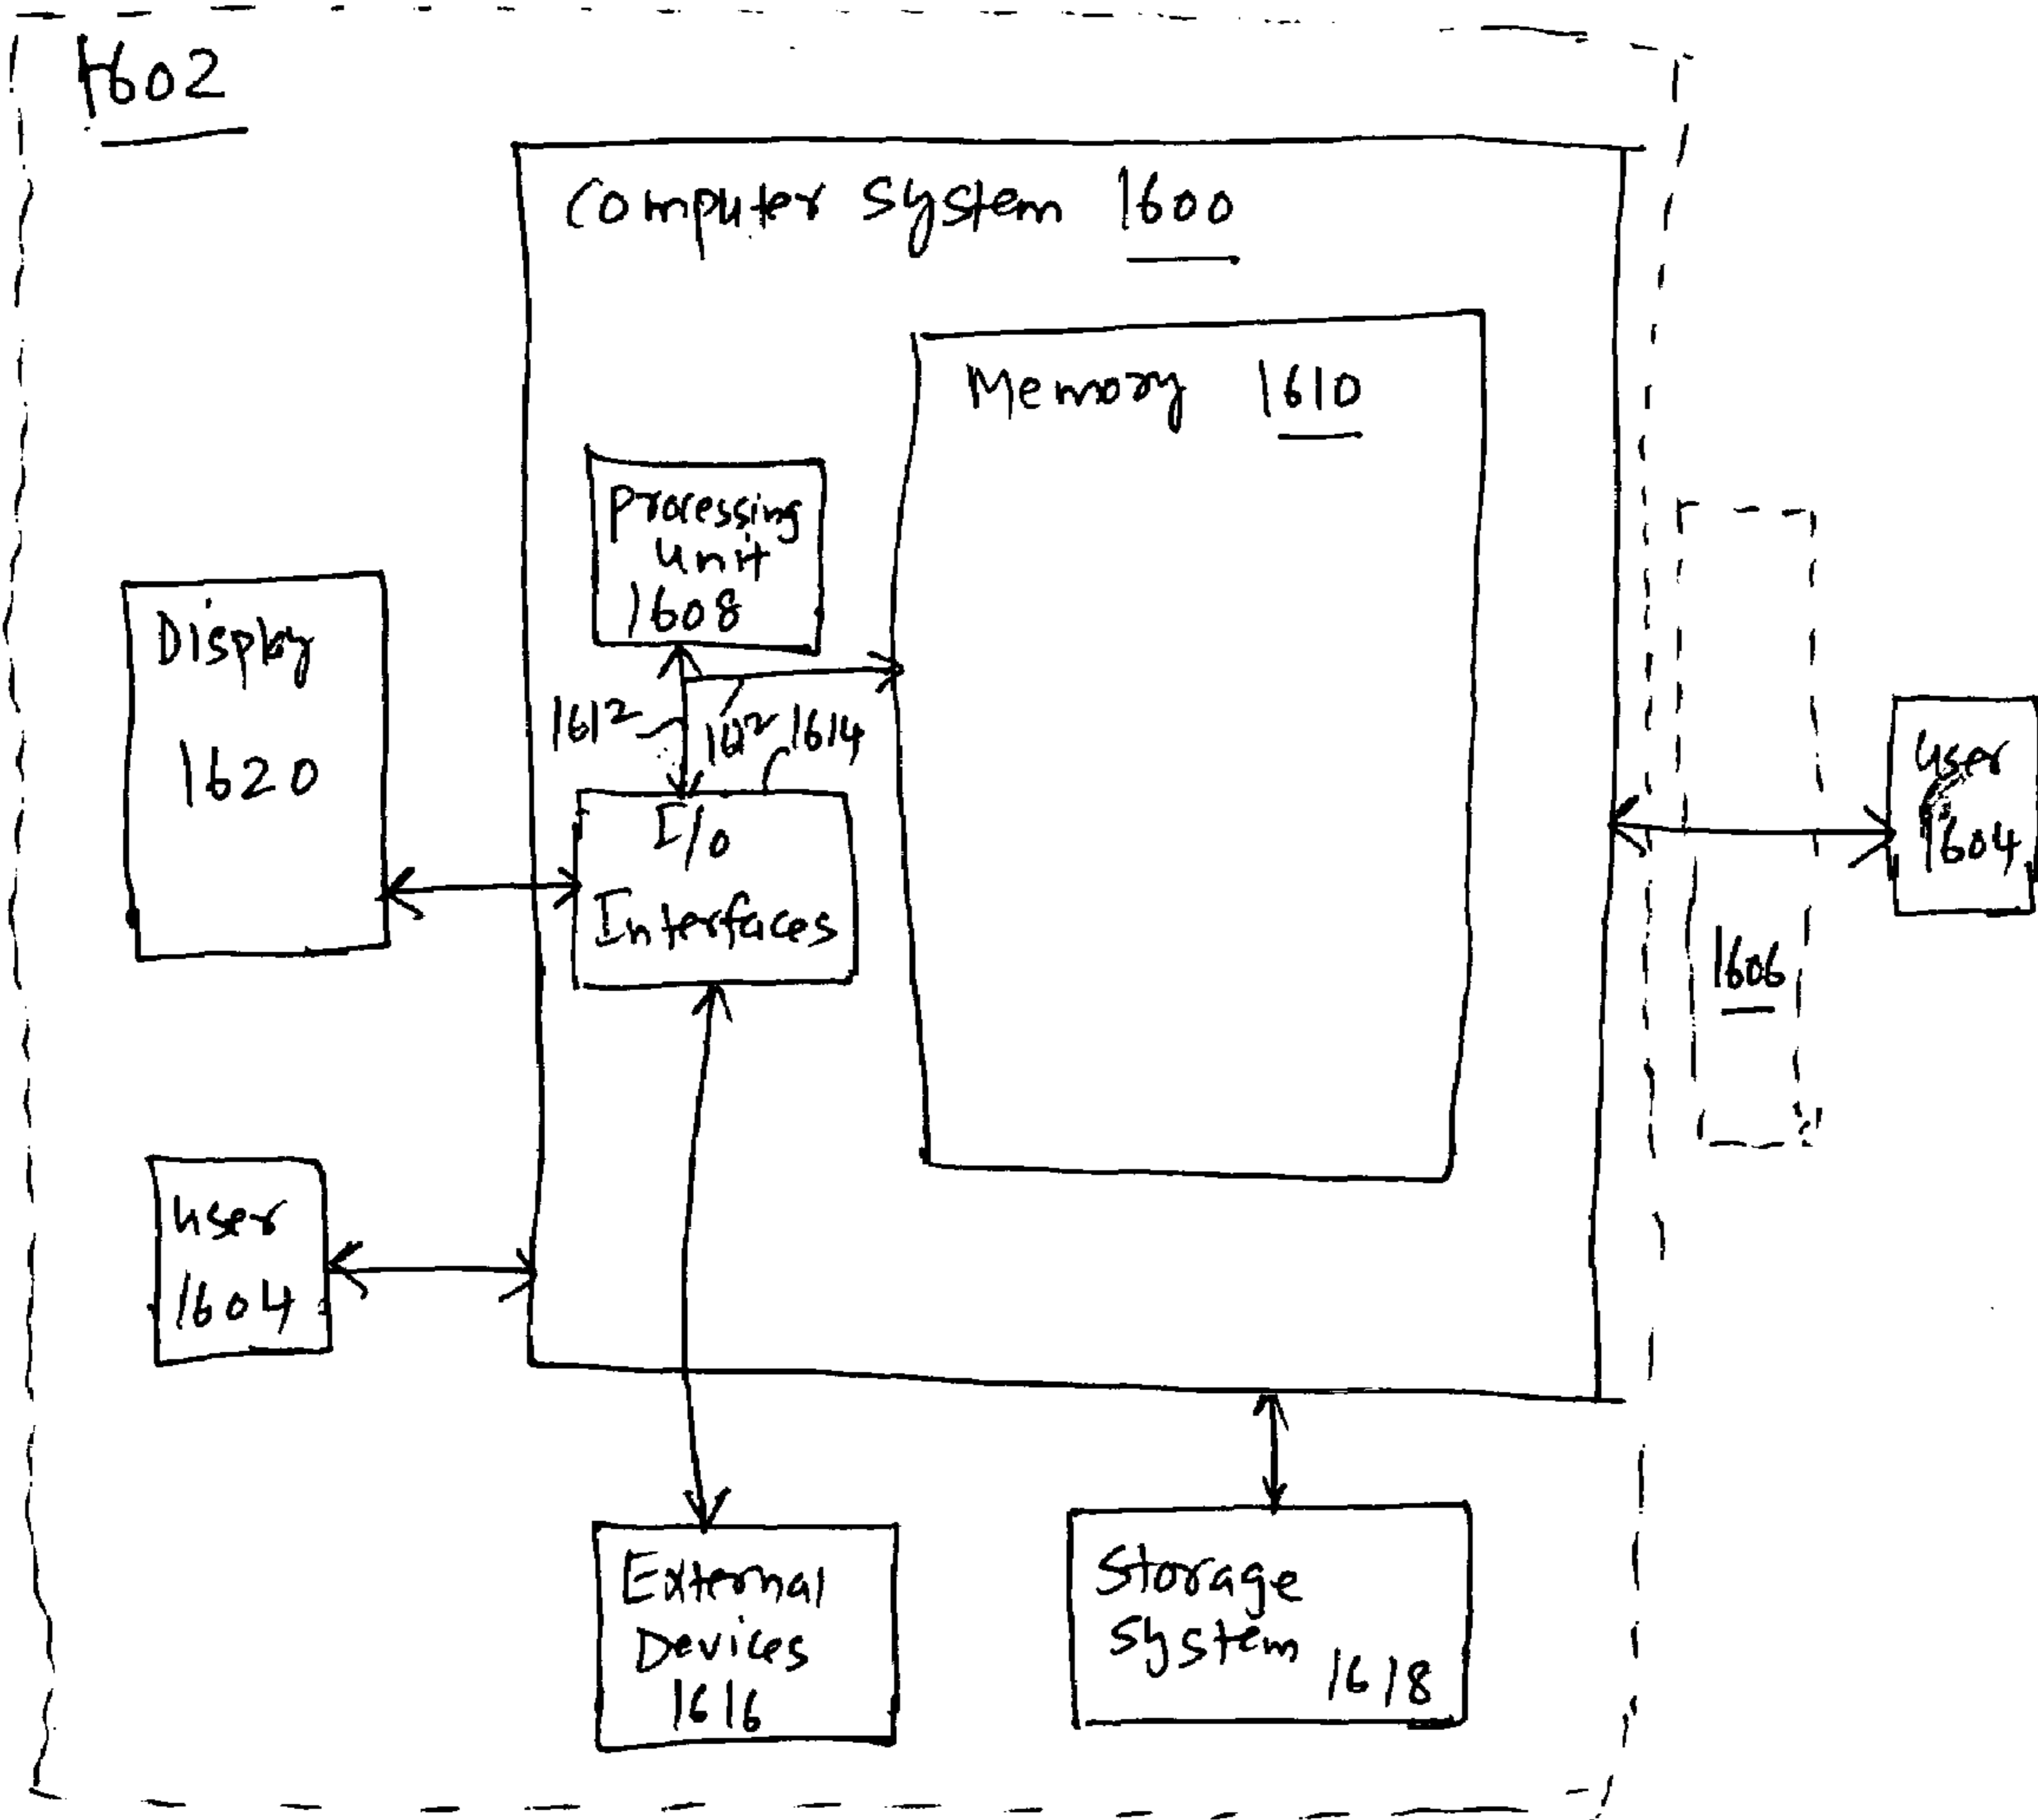 1602
Computer System 1600
Memory 1610
Processing
Unit
1608
Display
1620
1612
1612
1614
I/O
Interfaces
User
1604
1606
User
1604
External
Devices
1616
Storage
System
1618